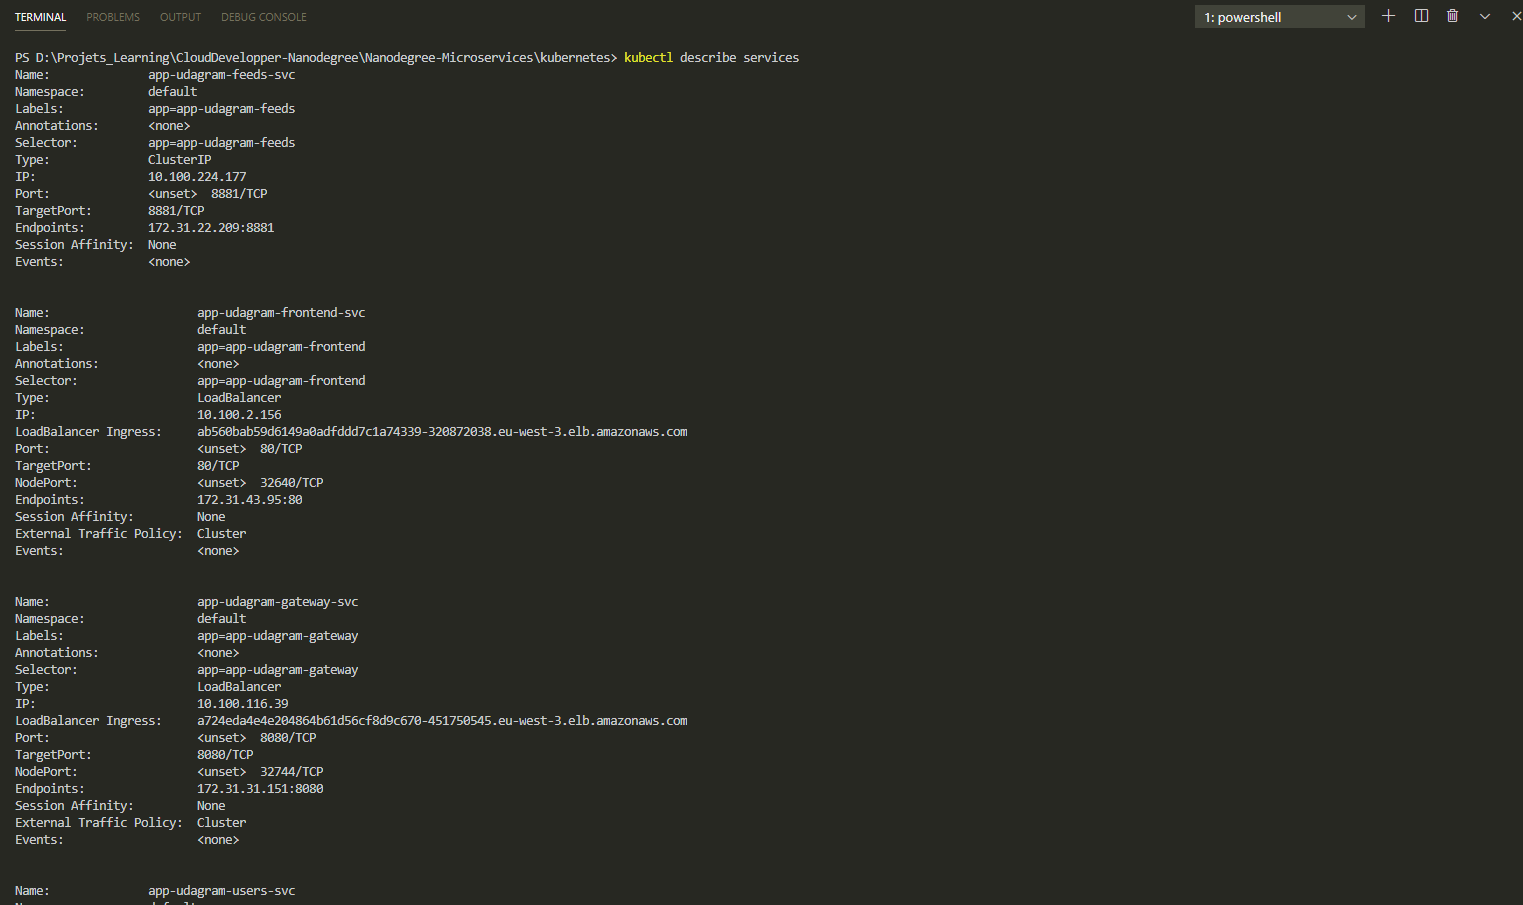 TERMINAL PROBLEMS OUTPUT DEBUG CONSOLE 1: powershell
PS D:\Projets_Learning\CloudDevelopper-Nanodegree\Nanodegree-Microservices\kubernetes> kubectl describe services
Name: app-udagram-feeds-svc
Namespace: default
Labels: app=app-udagram-feeds
Annotations: <none>
Selector: app=app-udagram-feeds
Type: ClusterIP
IP: 10.100.224.177
Port: <unset> 8881/TCP
TargetPort: 8881/TCP
Endpoints: 172.31.22.209:8881
Session Affinity: None
Events: <none>
Name: app-udagram-frontend-svc
Namespace: default
Labels: app=app-udagram-frontend
Annotations: <none>
Selector: app=app-udagram-frontend
Type: LoadBalancer
IP: 10.100.2.156
LoadBalancer Ingress: ab560bab59d6149a0adfddd7c1a74339-320872038.eu-west-3.elb.amazonaws.com
Port: <unset> 80/TCP
TargetPort: 80/TCP
NodePort: <unset> 32640/TCP
Endpoints: 172.31.43.95:80
Session Affinity: None
External Traffic Policy: Cluster
Events: <none>
Name: app-udagram-gateway-svc
Namespace: default
Labels: app=app-udagram-gateway
Annotations: <none>
Selector: app=app-udagram-gateway
Type: LoadBalancer
IP: 10.100.116.39
LoadBalancer Ingress: a724eda4e4e204864b61d56cf8d9c670-451750545.eu-west-3.elb.amazonaws.com
Port: <unset> 8080/TCP
TargetPort: 8080/TCP
NodePort: <unset> 32744/TCP
Endpoints: 172.31.31.151:8080
Session Affinity: None
External Traffic Policy: Cluster
Events: <none>
Name: app-udagram-users-svc